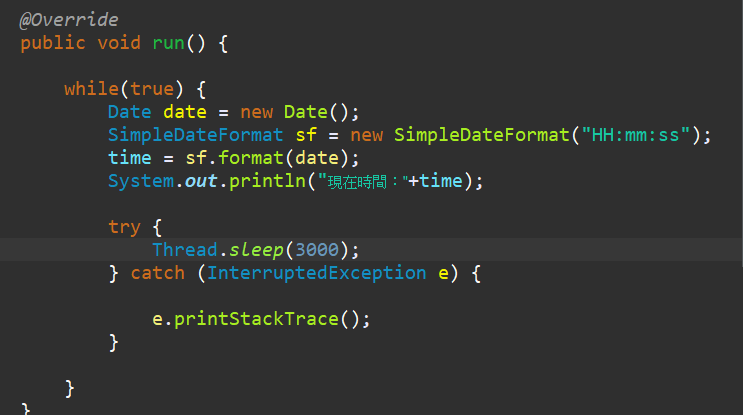 @Override
public void run() {
while(true) {
Date date = new Date();
SimpleDateFormat sf = new SimpleDateFormat("HH:mm:ss");
time = sf.format(date);
System.out.println("現在時間："+time);
try {
Thread.sleep(3000);
} catch (InterruptedException e) {
e.printStackTrace();
}
}
}